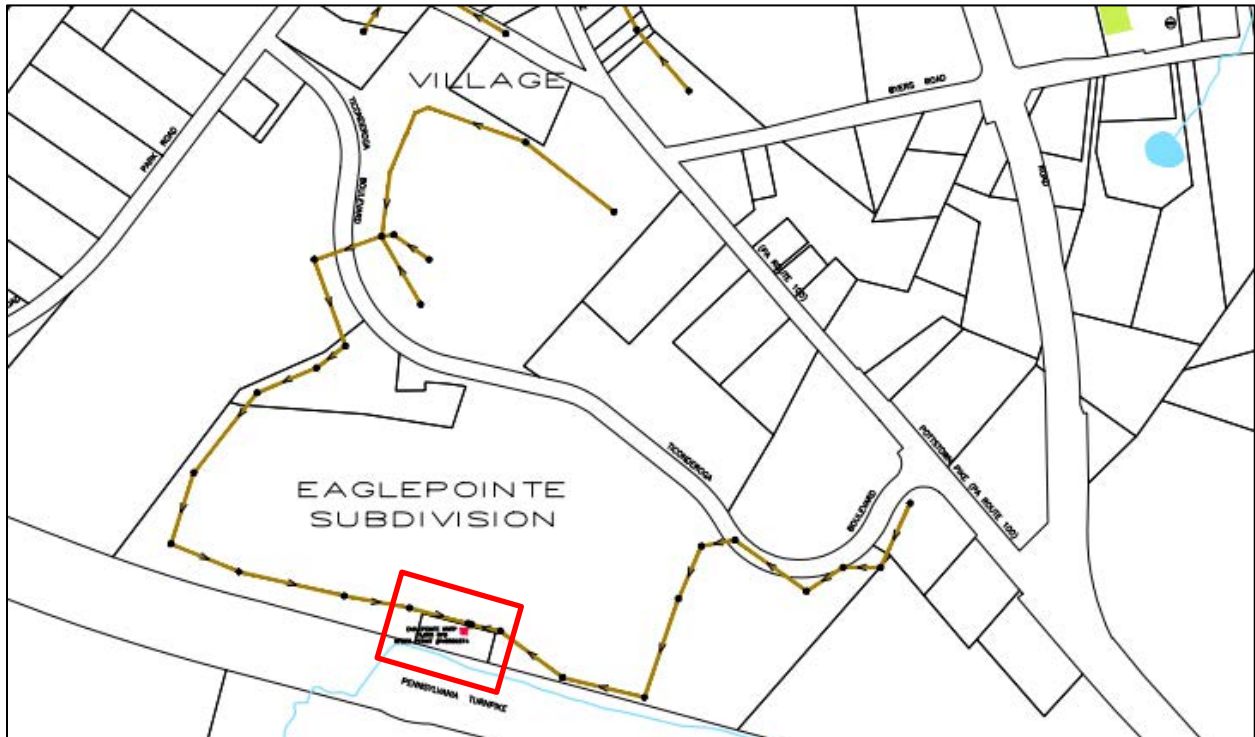 VILLAGE
BYERS ROAD
TICONDEROGA
BOULEVARD
PARK ROAD
ROAD
(PA ROUTE 100)
TICONDEROGA
BOULEVARD
POTTSTOWN PIKE (PA ROUTE 100)
EAGLEPOINTE
SUBDIVISION
PENNSYLVANIA TURNPIKE